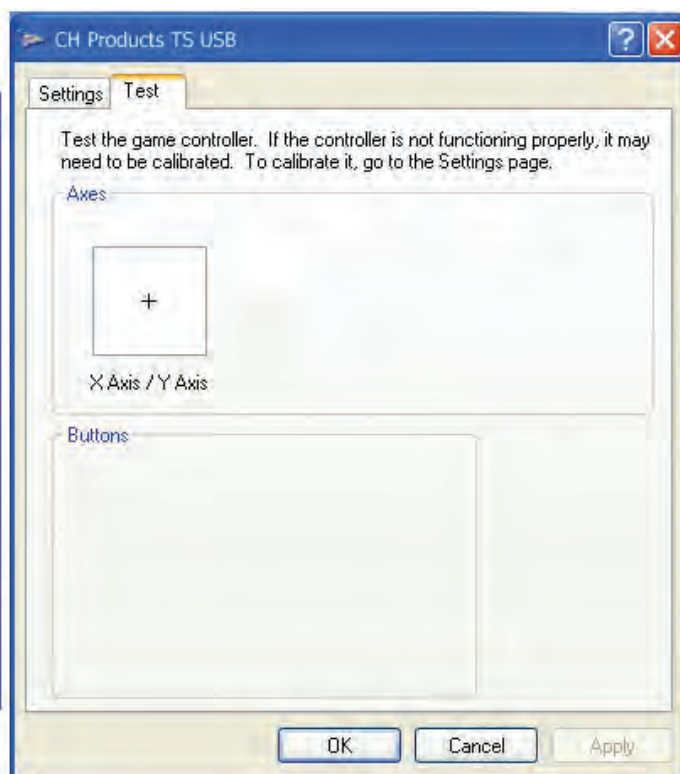 CH Products TS USB
Settings Test
Test the game controller. If the controller is not functioning properly, it may
need to be calibrated. To calibrate it, go to the Settings page.
Axes
X Axis / Y Axis
Buttons
OK Cancel Apply